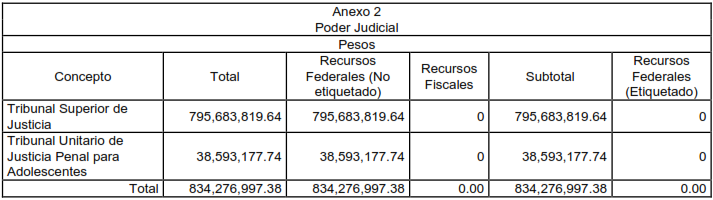 Anexo 2
Poder Judicial
Pesos
Concepto
Total
Recursos
Federales (No
etiquetado)
Recursos
Fiscales
Subtotal
Recursos
Federales
(Etiquetado)
Tribunal Superior de
Justicia
795,683,819.64
795,683,819.64
0
795,683,819.64
0
Tribunal Unitario de
Justicia Penal para
Adolescentes
38,593,177.74
38,593,177.74
0
38,593,177.74
0
Total
834,276,997.38
834,276,997.38
0.00
834,276,997.38
0.00